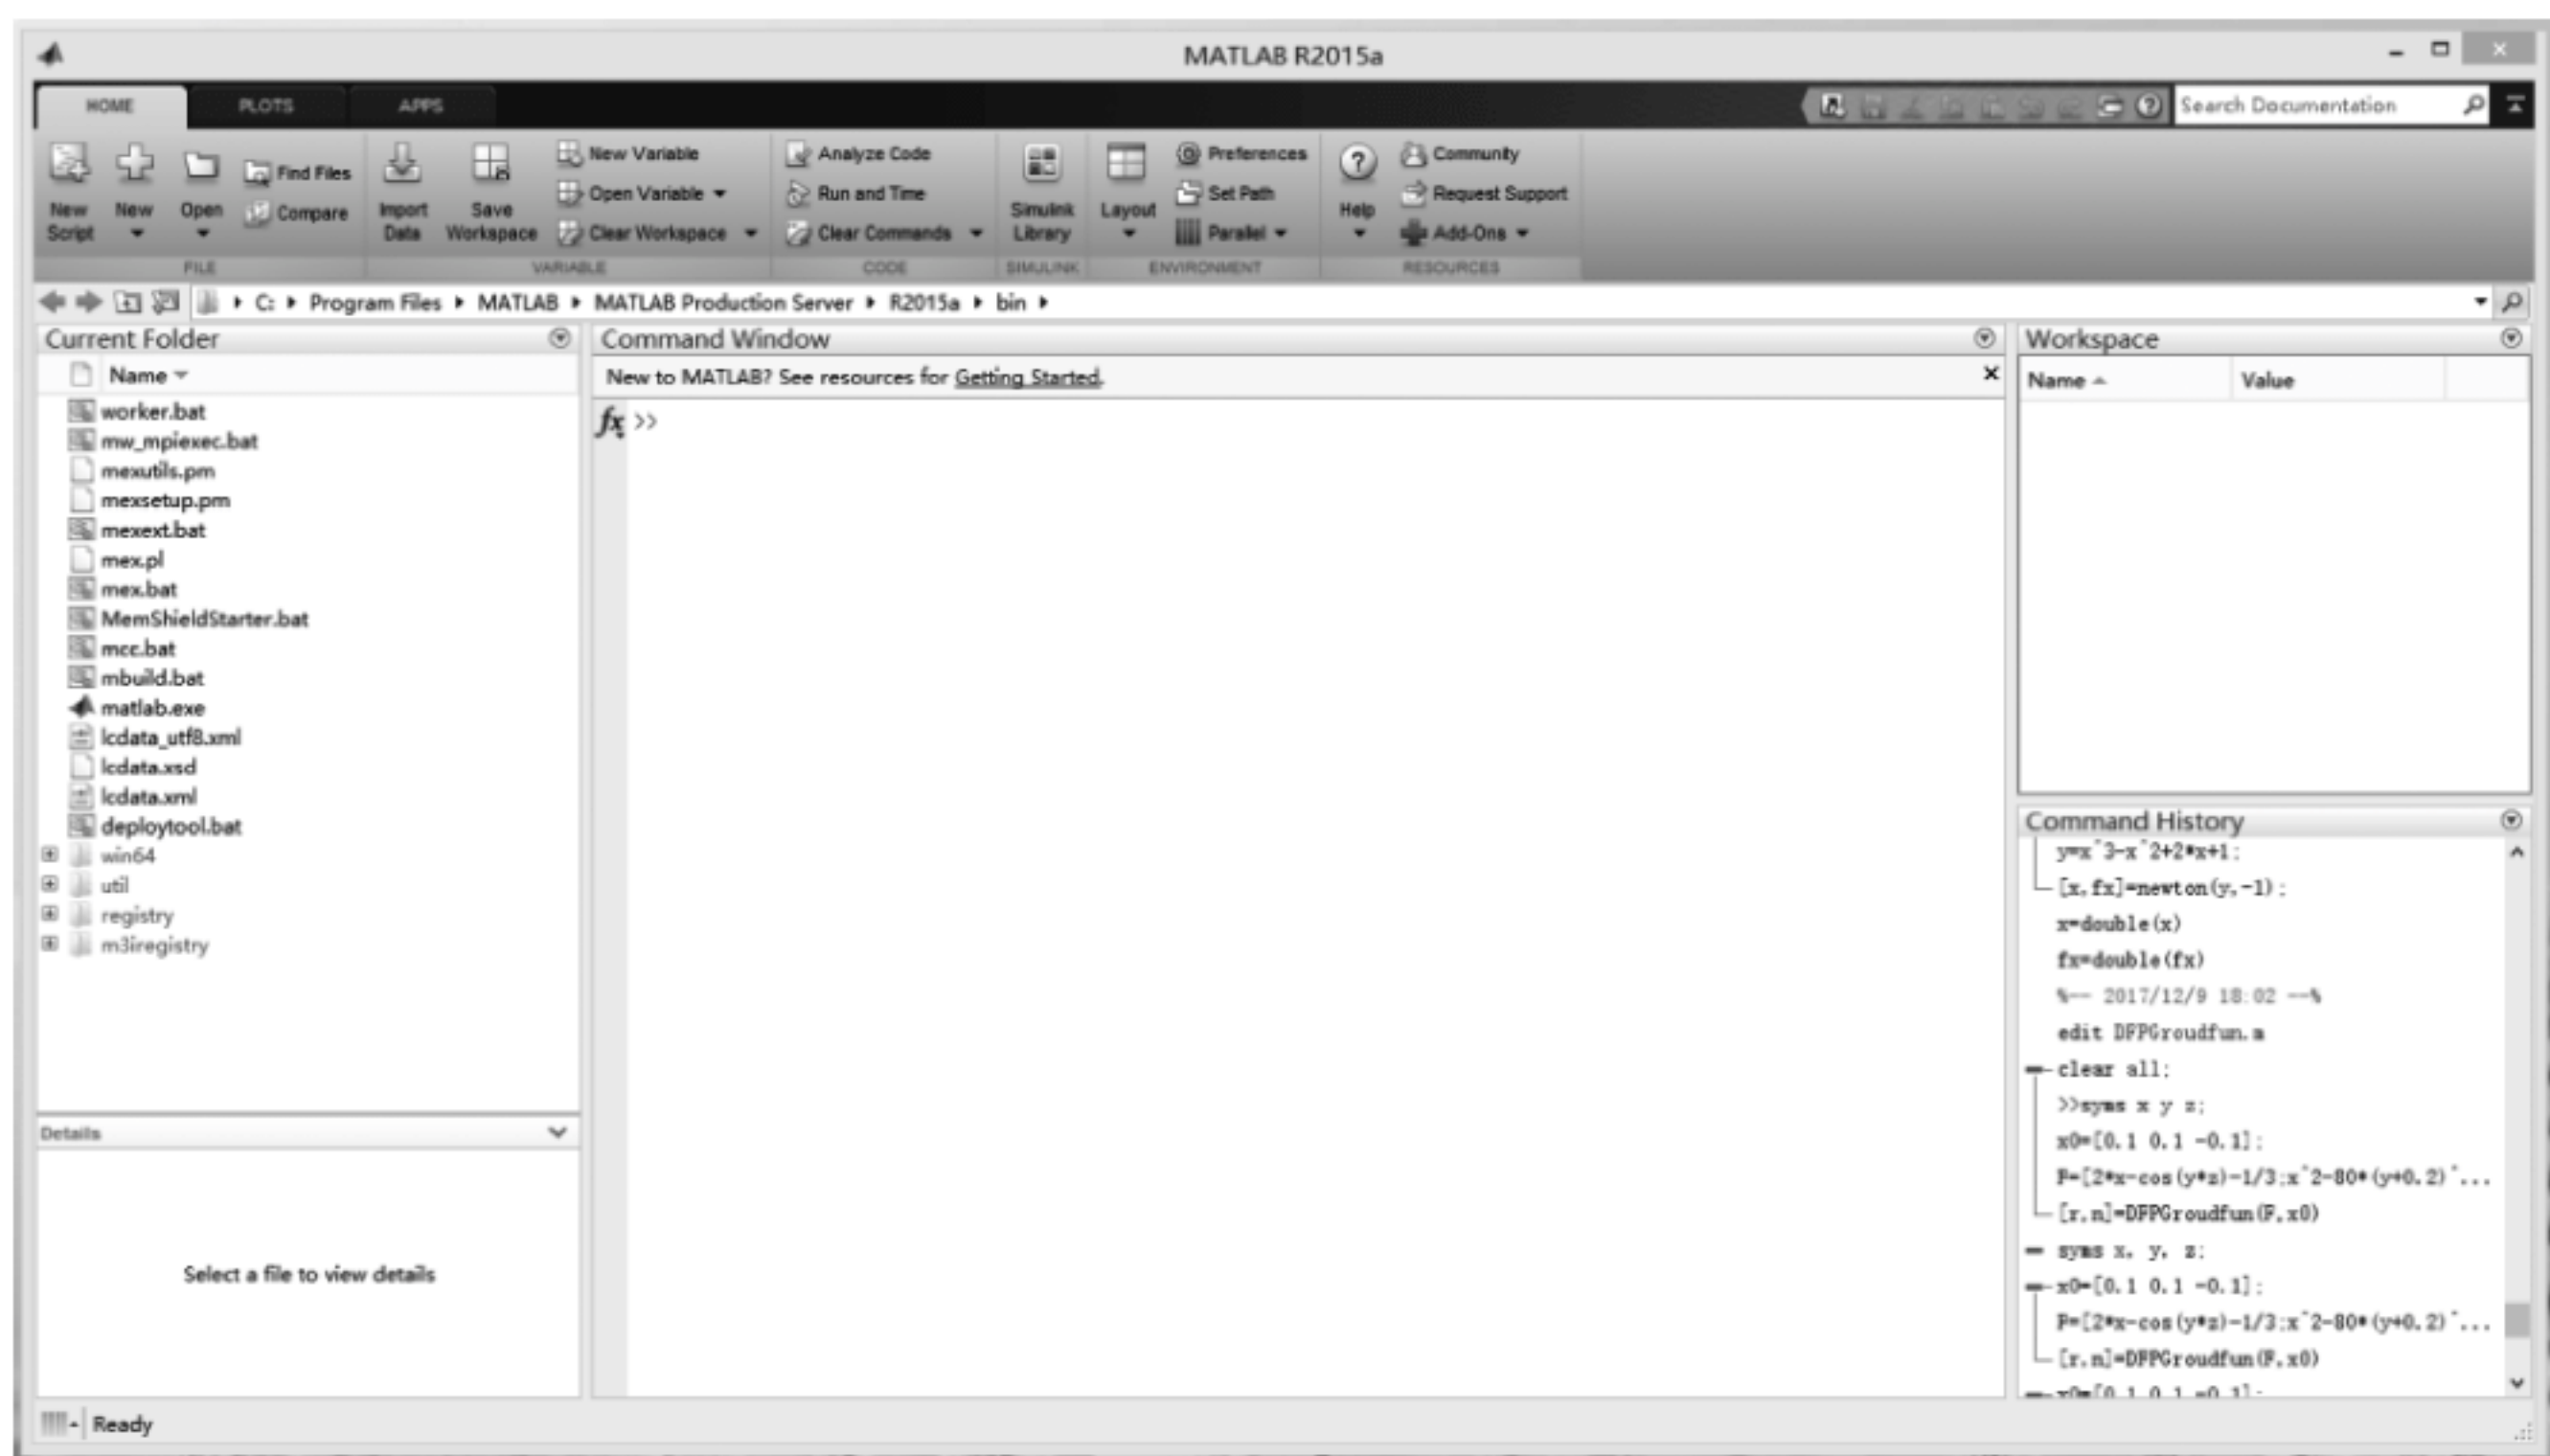 MATLAB R2015a
HOME PLOTS APPS
Search Documentation
New Script
New
Open
Find Files
Compare
Import Data
Save Workspace
New Variable
Open Variable
Clear Workspace
Analyze Code
Run and Time
Clear Commands
Simulink Library
Layout
Preferences
Set Path
Parallel
Help
Community
Request Support
Add-Ons
FILE VARIABLE CODE SIMULINK ENVIRONMENT RESOURCES
C: Program Files MATLAB MATLAB Production Server R2015a bin
Current Folder
Name
worker.bat
mw_mpiexec.bat
mexutils.pm
mexsetup.pm
mexext.bat
mex.pl
mex.bat
MemShieldStarter.bat
mcc.bat
mbuild.bat
matlab.exe
lcdata_utf8.xml
lcdata.xsd
lcdata.xml
deploytool.bat
win64
util
registry
m3iregistry
Details
Select a file to view details
Command Window
New to MATLAB? See resources for Getting Started.
fx >>
Workspace
Name Value
Command History
y=x^3-x^2+2*x+1;
[x,fx]=newton(y,-1);
x=double(x)
fx=double(fx)
%-- 2017/12/9 18:02 --%
edit DFPGroudfun.m
clear all;
>>syms x y z;
x0=[0.1 0.1 -0.1];
F=[2*x-cos(y*z)-1/3;x^2-80*(y+0.2)^...
[r,n]=DFPGroudfun(F,x0)
syms x, y, z;
x0=[0.1 0.1 -0.1];
F=[2*x-cos(y*z)-1/3;x^2-80*(y+0.2)^...
[r,n]=DFPGroudfun(F,x0)
x0=[0.1 0.1 -0.1];
Ready